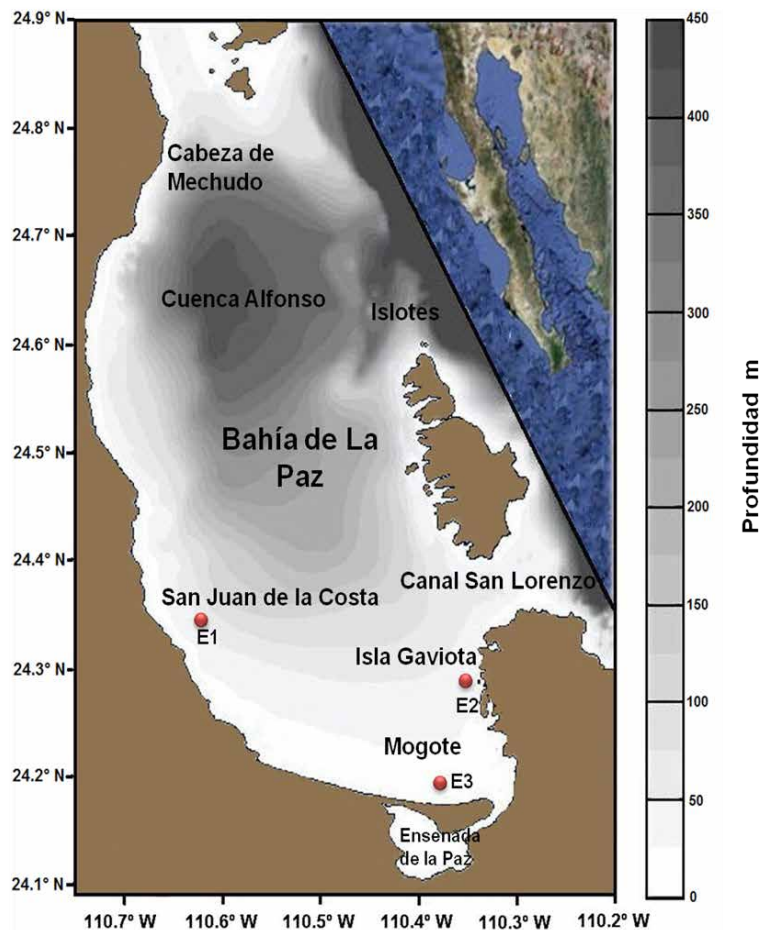 24.9° N
24.8° N
24.7° N
24.6° N
24.5° N
24.4° N
24.3° N
24.2° N
24.1° N
Cabeza de
Mechudo
Cuenca Alfonso
Islotes
Bahía de La
Paz
Canal San Lorenzo
San Juan de la Costa
E1
Isla Gaviota
E2
Mogote
E3
Ensenada
de la Paz
110.7° W
110.6° W
110.5° W
110.4° W
110.3° W
110.2° W
450
400
350
300
250
200
150
100
50
0
Profundidad m